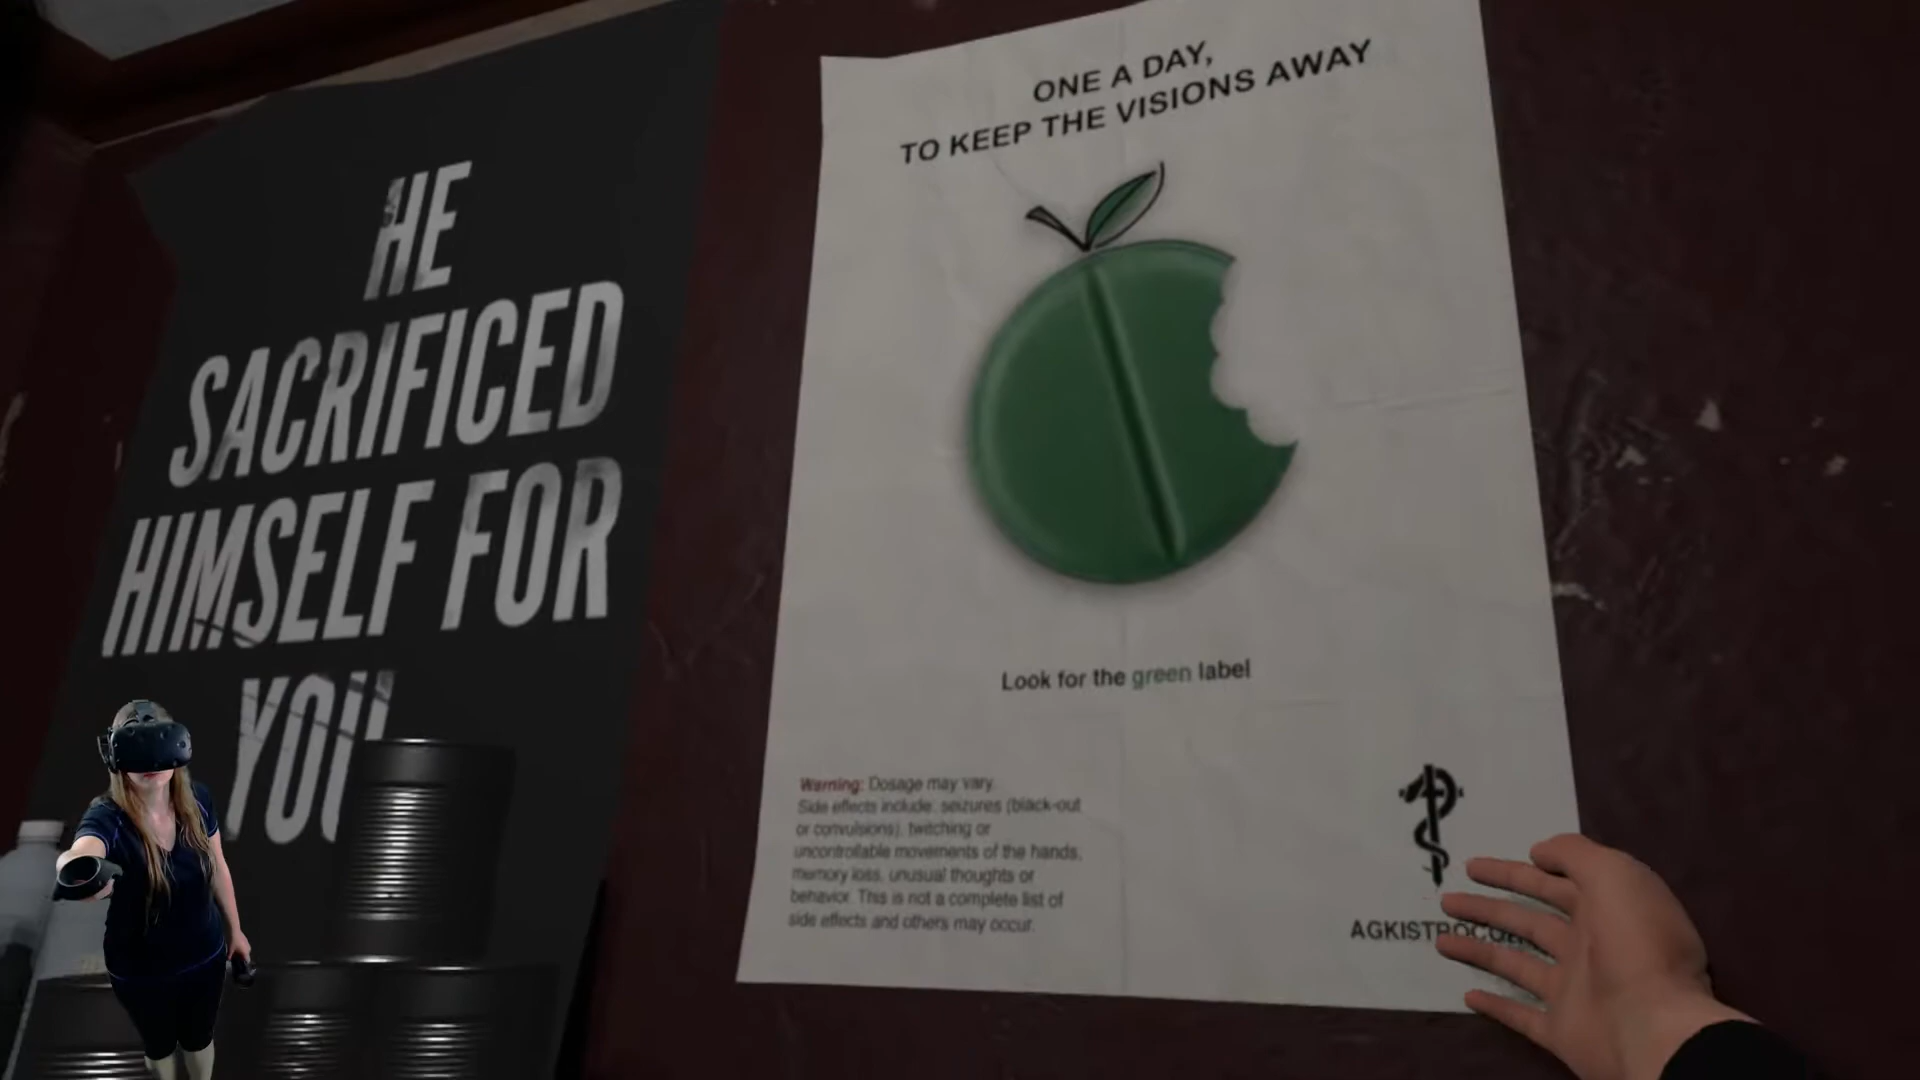 HE
SACRIFICED
HIMSELF FOR
YOU
ONE A DAY,
TO KEEP THE VISIONS AWAY
Look for the green label
Warning: Dosage may vary.
Side effects include: seizures (black-out
or convulsions), twitching or
uncontrollable movements of the hands,
memory loss, unusual thoughts or
behavior. This is not a complete list of
side effects and others may occur.